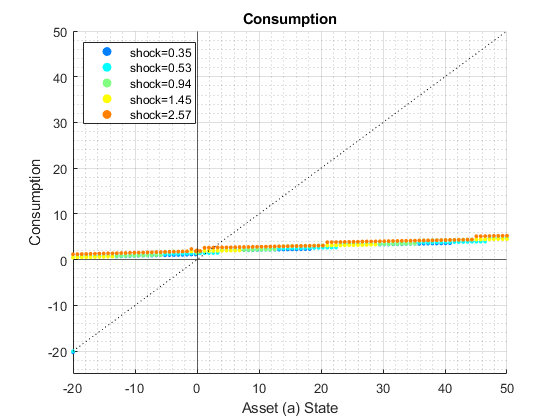 Consumption
50
40
30
20
10
0
-10
-20
Consumption
shock=0.35
shock=0.53
shock=0.94
shock=1.45
shock=2.57
-20 -10 0 10 20 30 40 50
Asset (a) State